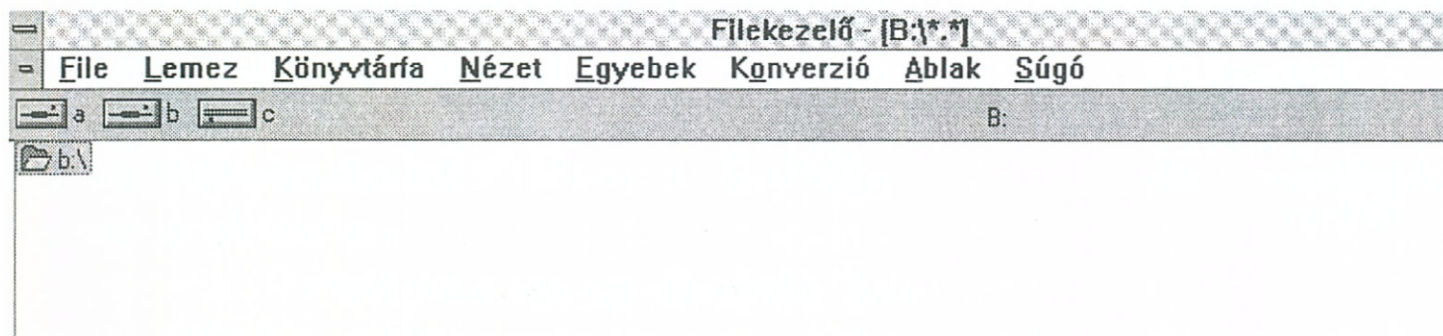 Filekezelő - [B:\*.*]
File Lemez Könyvtárfa Nézet Egyebek Konverzió Ablak Súgó
a b c B:
b:\